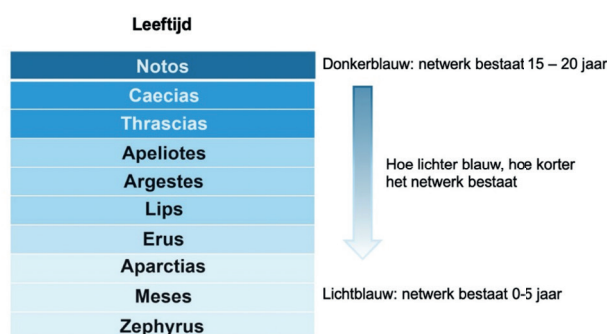 Leeftijd
Notos
Donkerblauw: netwerk bestaat 15 – 20 jaar
Caecias
Thrascias
Apeliotes
Argestes
Lips
Erus
Hoe lichter blauw, hoe korter
het netwerk bestaat
Aparctias
Meses
Lichtblauw: netwerk bestaat 0-5 jaar
Zephyrus